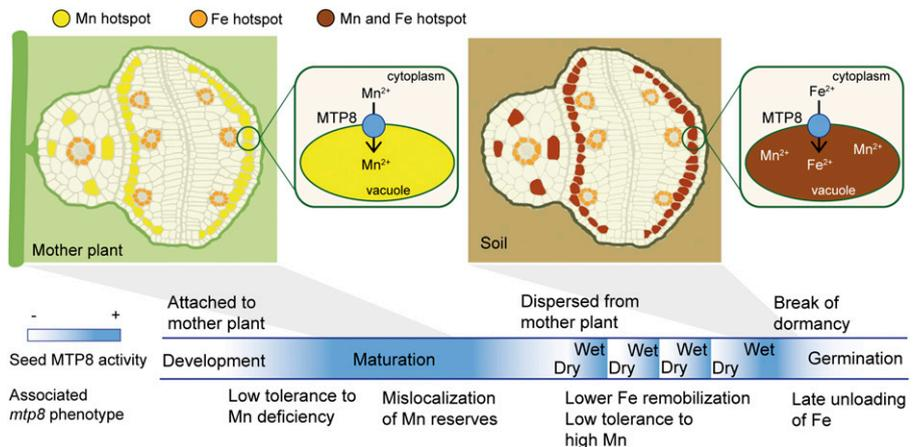 Mn hotspot
Fe hotspot
Mn and Fe hotspot
cytoplasm
Mn²⁺
MTP8
Mn²⁺
vacuole
Mother plant
cytoplasm
Fe²⁺
MTP8
Mn²⁺
Mn²⁺
Fe²⁺
vacuole
Soil
- +
Seed MTP8 activity
Attached to
mother plant
Dispersed from
mother plant
Break of
dormancy
Development
Maturation
Wet
Dry
Wet
Dry
Wet
Dry
Wet
Dry
Germination
Associated
mtp8 phenotype
Low tolerance to
Mn deficiency
Mislocalization
of Mn reserves
Lower Fe remobilization
Low tolerance to
high Mn
Late unloading
of Fe